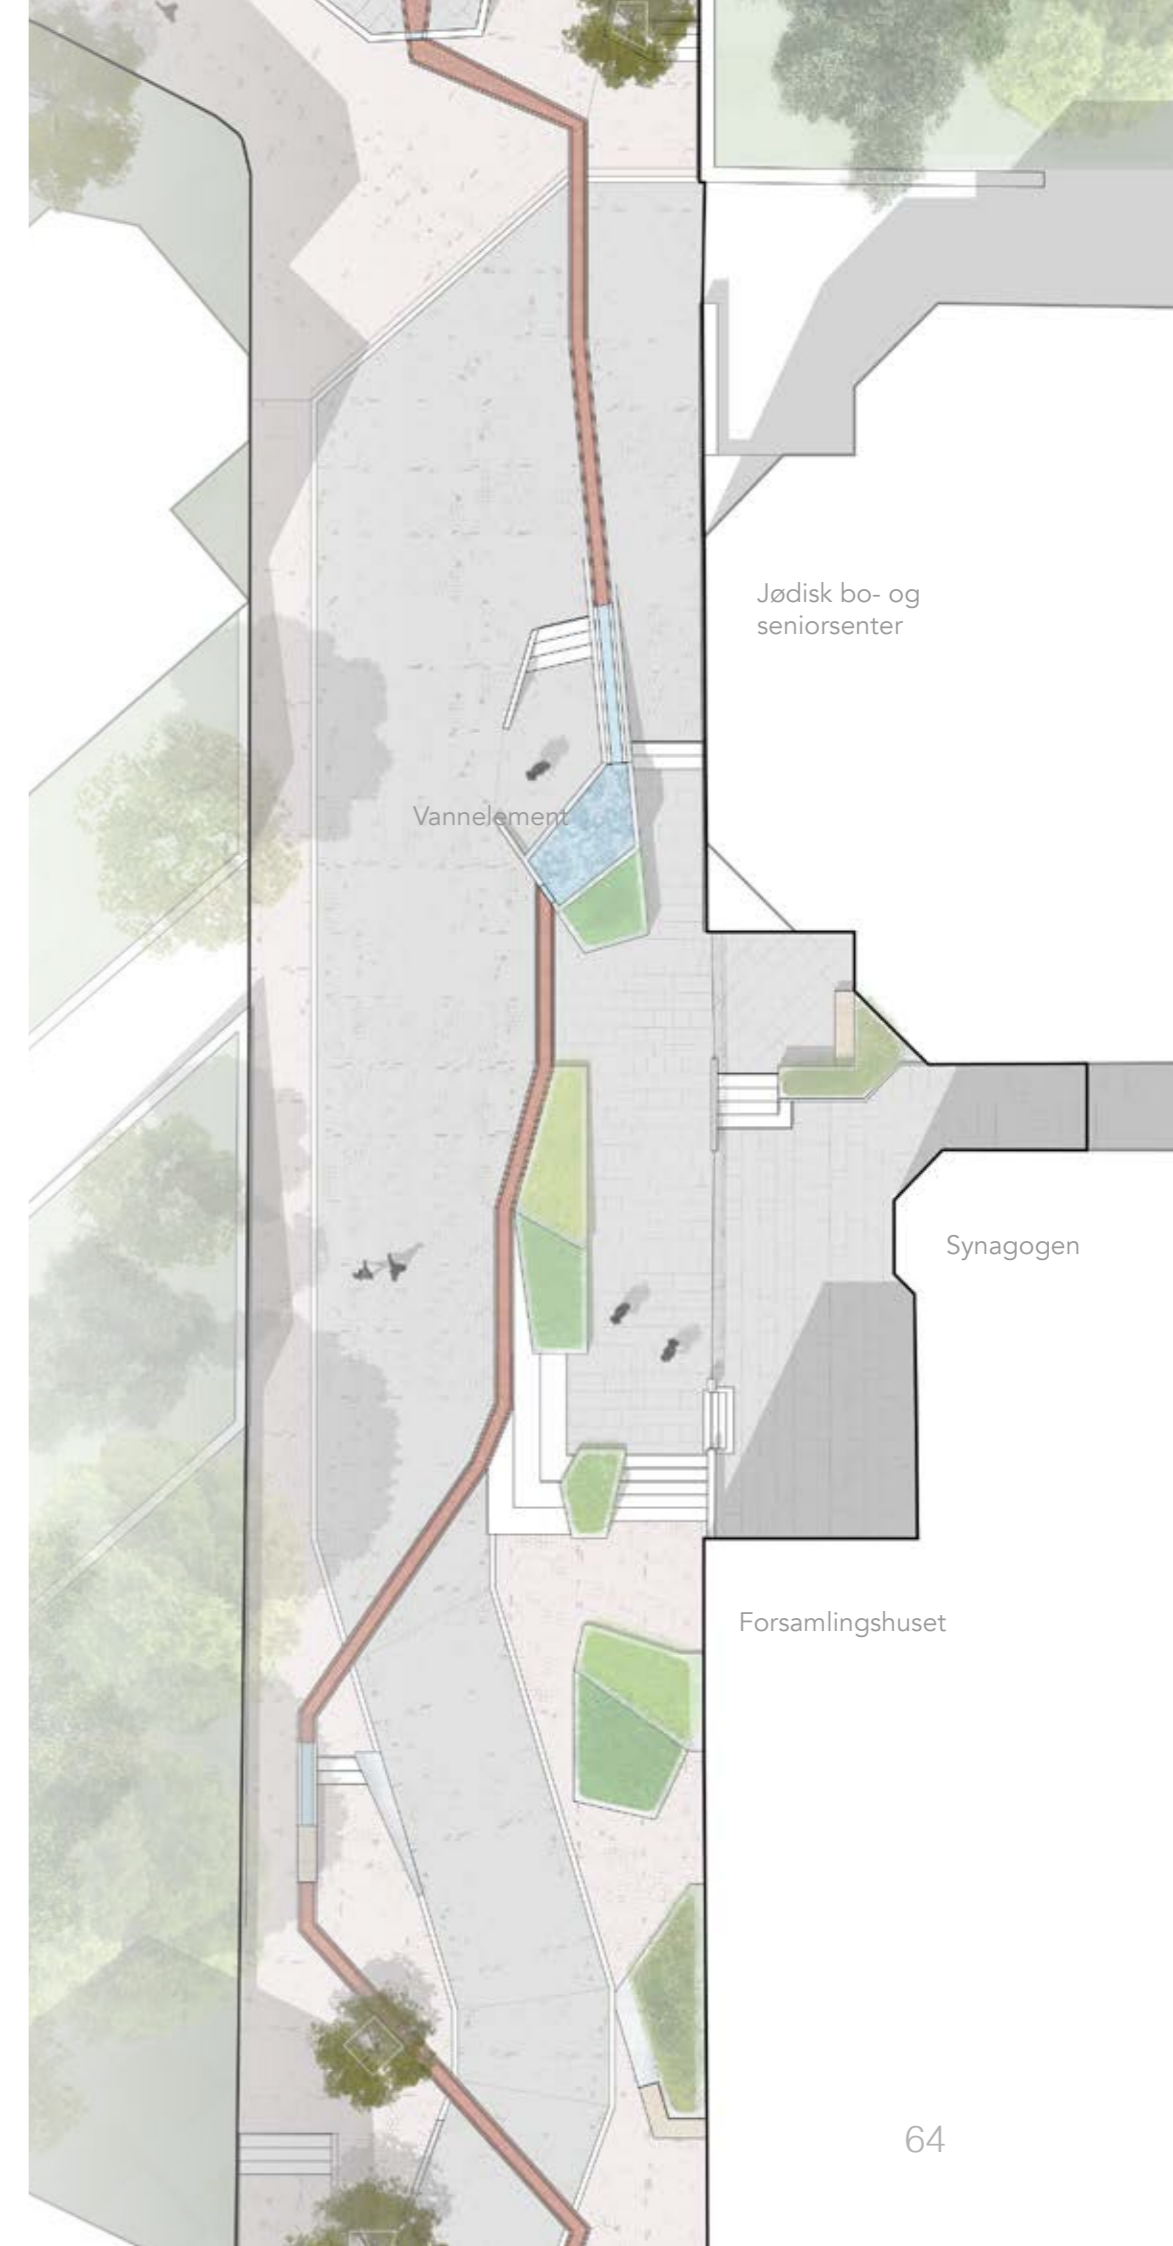 Jødisk bo- og
seniorsenter
Vannelement
Synagogen
Forsamlingshuset
64